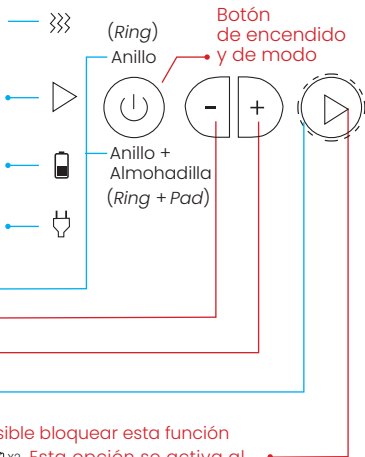 (Ring)
Anillo
Botón
de encendido
y de modo
- +
Anillo +
Almohadilla
(Ring + Pad)
bloquear esta función
x2 Esta opción se activa al